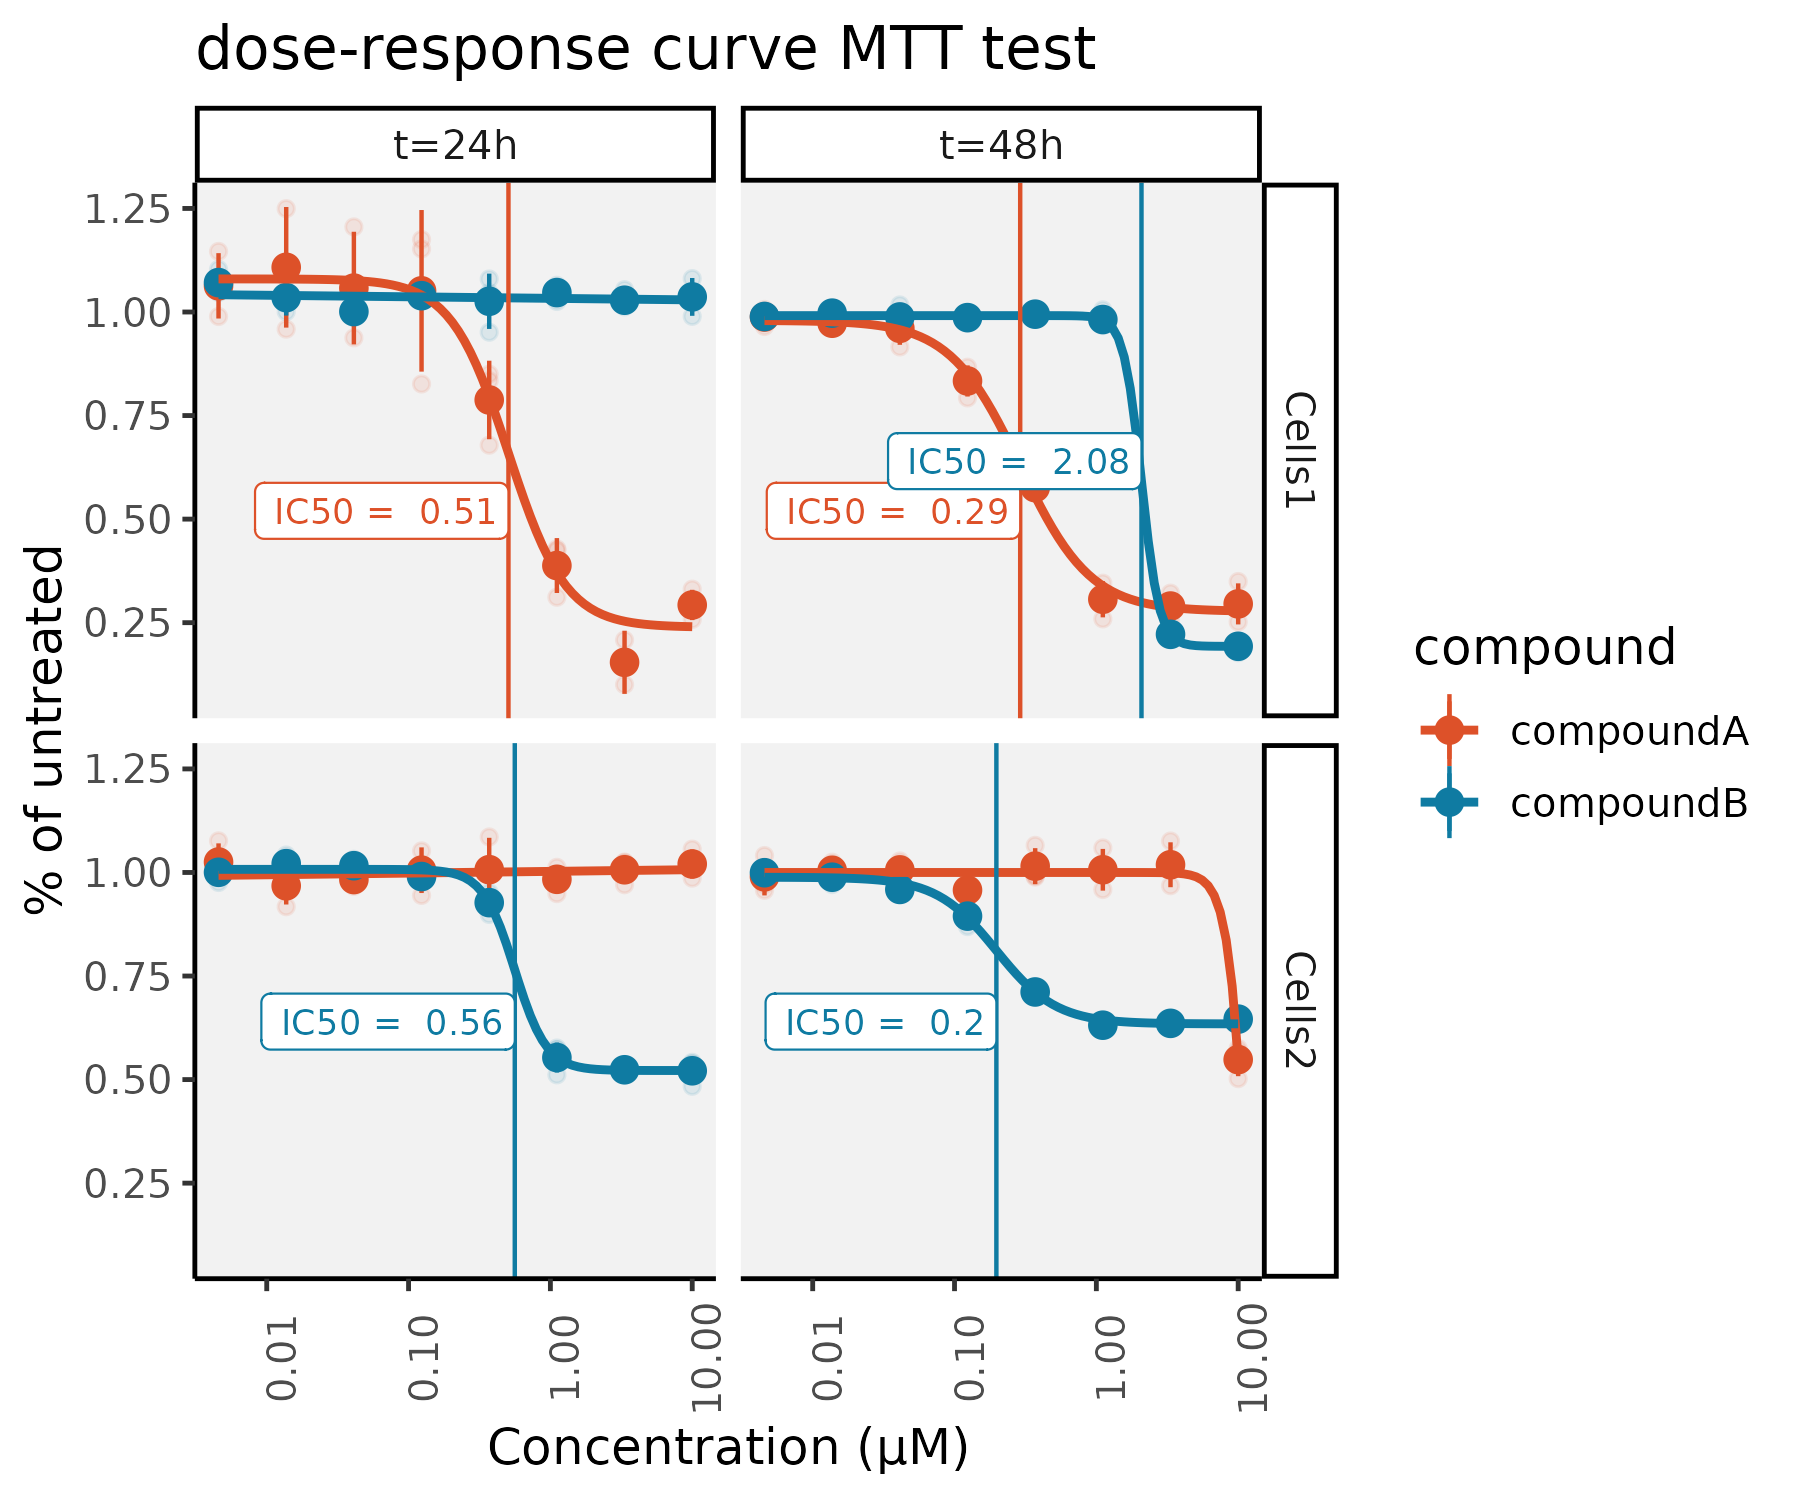 dose-response curve MTT test
t=24h
t=48h
1.25
1.00
0.75
0.50
0.25
IC50 =  0.51
IC50 =  2.08
IC50 =  0.29
Cells1
% of untreated
compound
compoundA
compoundB
1.25
1.00
0.75
0.50
0.25
IC50 =  0.56
IC50 =  0.2
Cells2
0.01
0.10
1.00
10.00
0.01
0.10
1.00
10.00
Concentration (µM)